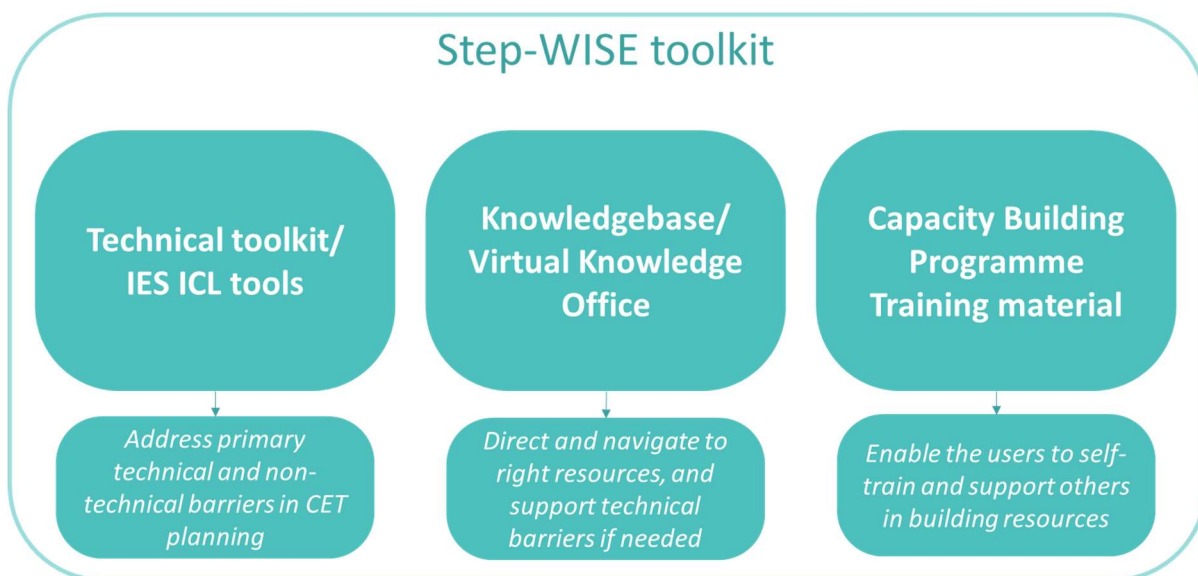 Step-WISE toolkit
Technical toolkit/
IES ICL tools
Knowledgebase/
Virtual Knowledge
Office
Capacity Building
Programme
Training material
Address primary
technical and non-
technical barriers in CET
planning
Direct and navigate to
right resources, and
support technical
barriers if needed
Enable the users to self-
train and support others
in building resources